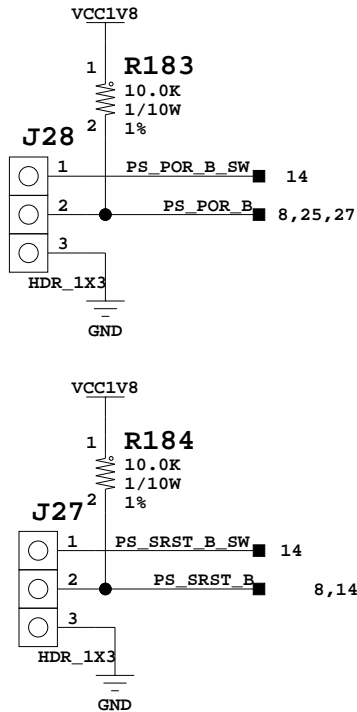 VCC1V8
1 R183
10.0K
1/10W
2 1%
J28
1 PS_POR_B_SW 14
2 PS_POR_B 8,25,27
3
HDR_1X3
GND
VCC1V8
1 R184
10.0K
1/10W
2 1%
J27
1 PS_SRST_B_SW 14
2 PS_SRST_B 8,14
3
HDR_1X3
GND